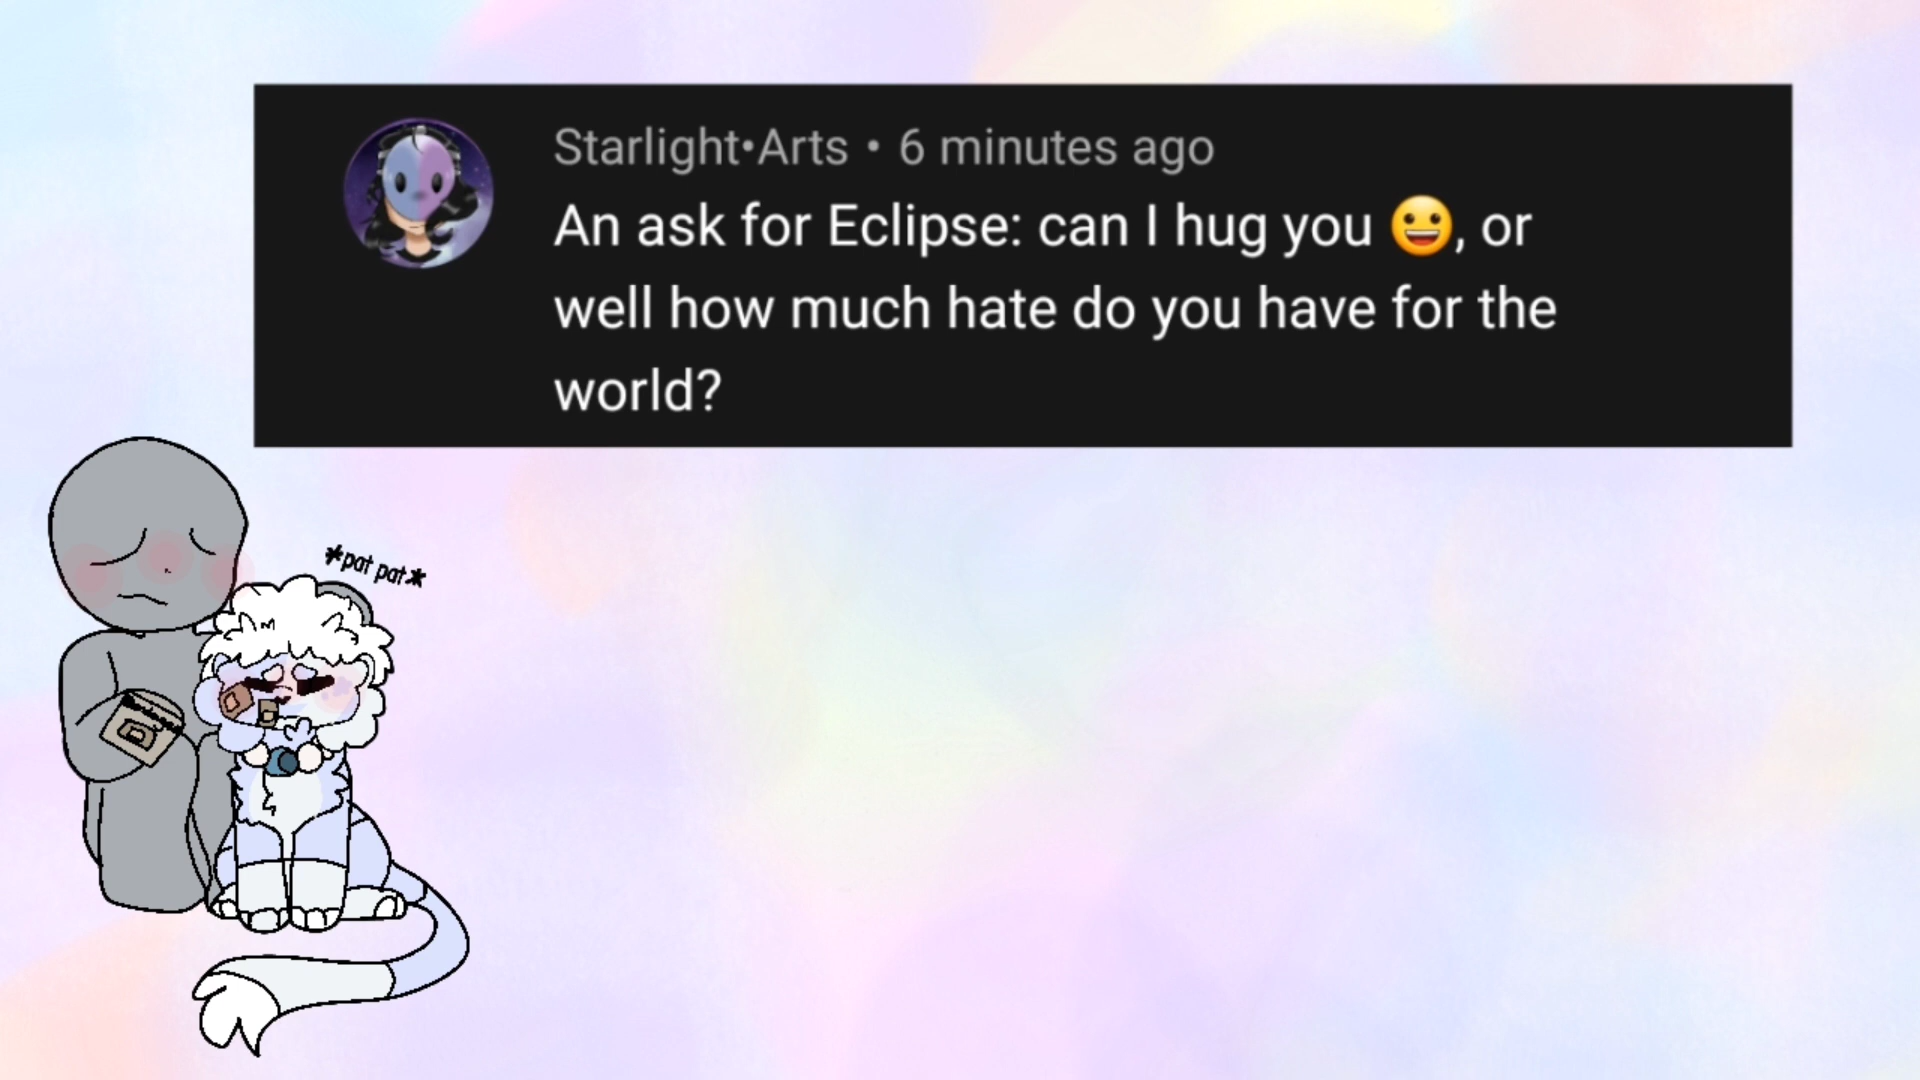 Starlight•Arts • 6 minutes ago
An ask for Eclipse: can I hug you 😀, or
well how much hate do you have for the
world?
*pat pat*